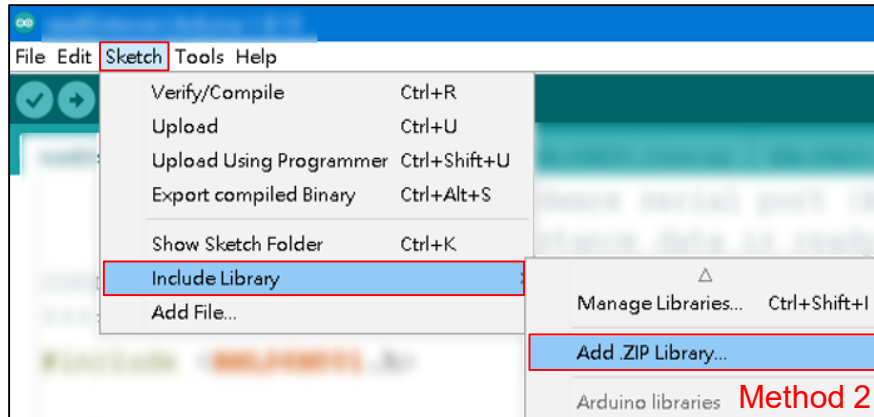 File Edit Sketch Tools Help
Verify/Compile Ctrl+R
Upload Ctrl+U
Upload Using Programmer Ctrl+Shift+U
Export compiled Binary Ctrl+Alt+S
Show Sketch Folder Ctrl+K
Include Library
Manage Libraries... Ctrl+Shift+I
Add File...
Add .ZIP Library...
#include
Arduino libraries Method 2